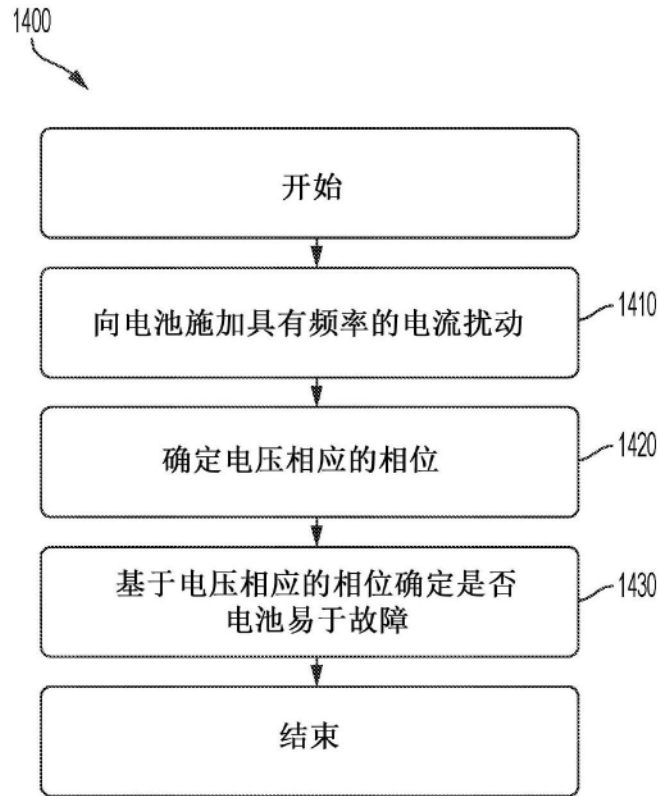 1400
开始
向电池施加具有频率的电流扰动
1410
确定电压相应的相位
1420
基于电压相应的相位确定是否
电池易于故障
1430
结束